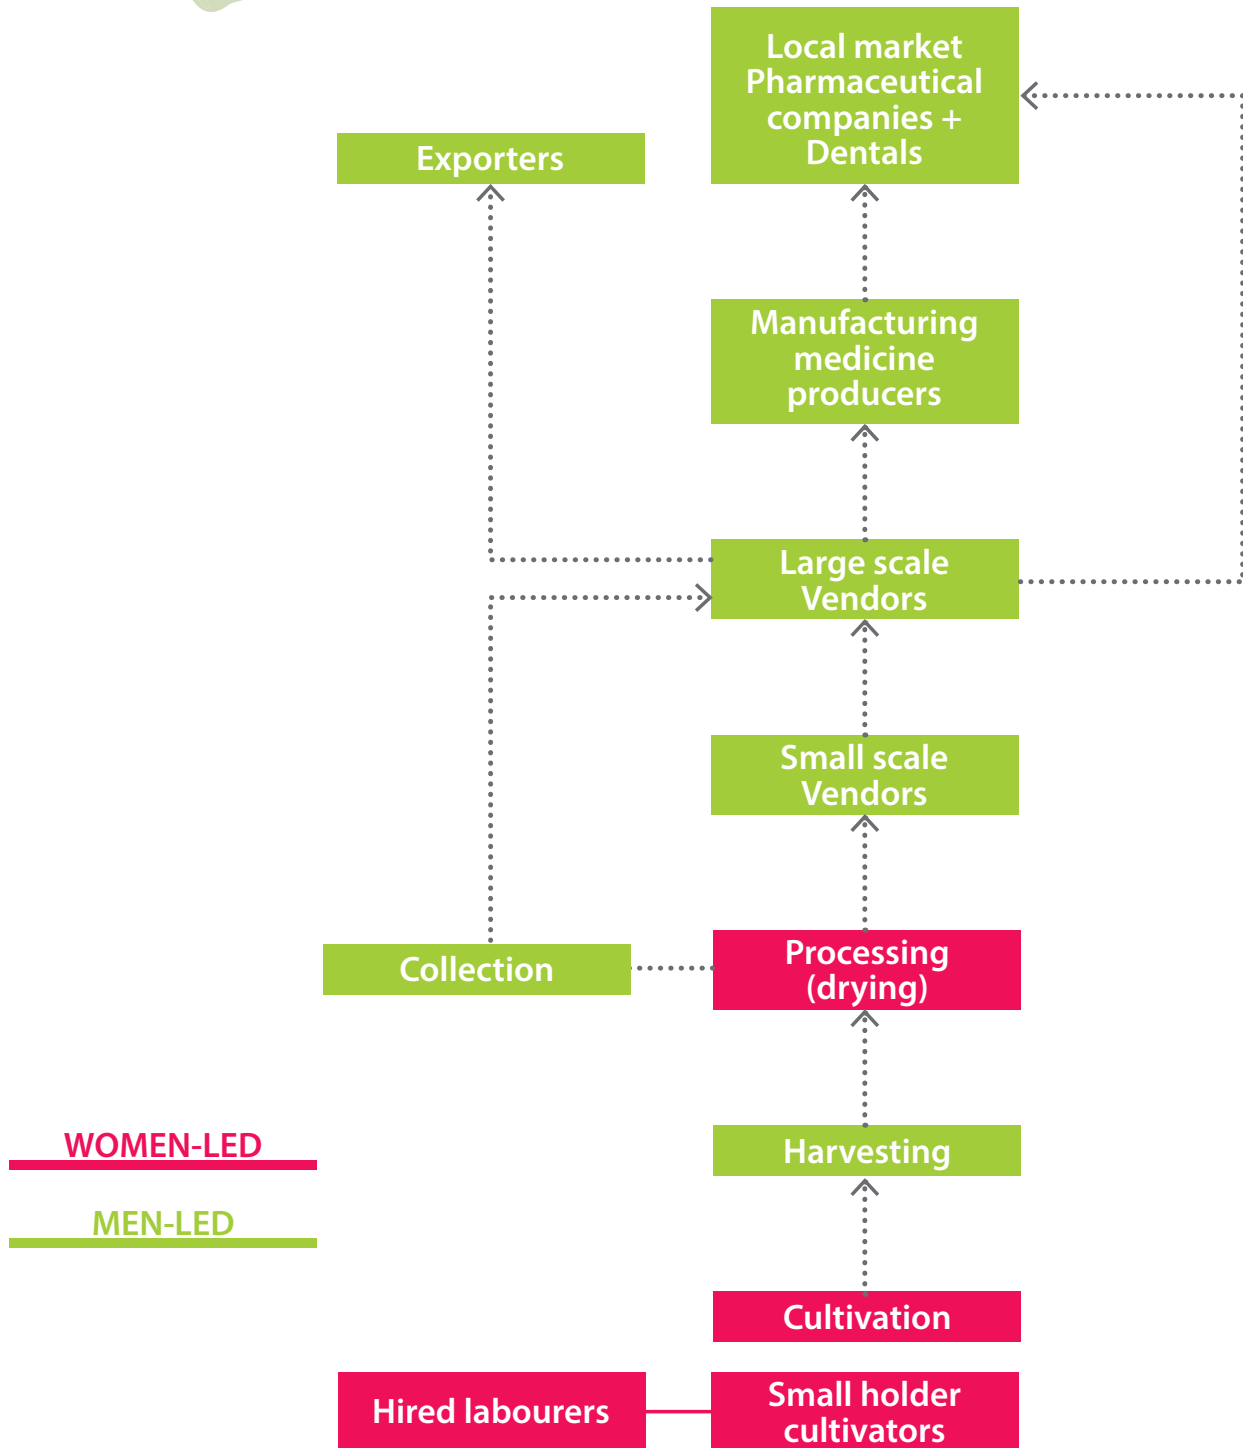 Local market
Pharmaceutical
companies +
Dentals
Exporters
Manufacturing
medicine
producers
Large scale
Vendors
Small scale
Vendors
Collection
Processing
(drying)
WOMEN-LED
Harvesting
MEN-LED
Cultivation
Hired labourers
Small holder
cultivators